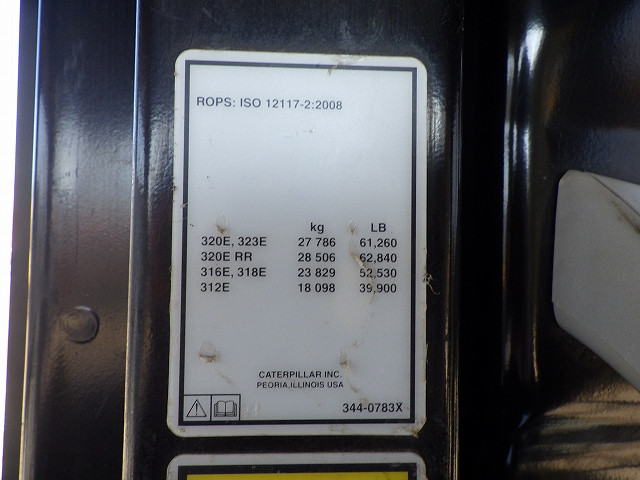 ROPS: ISO 12117-2:2008
kg LB
320E, 323E 27 786 61,260
320E RR 28 506 62,840
316E, 318E 23 829 52,530
312E 18 098 39,900
CATERPILLAR INC.
PEORIA,ILLINOIS USA
344-0783X